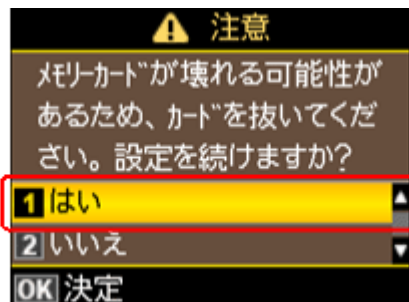 注意
ﾒﾓﾘｰｶｰﾄﾞが壊れる可能性が
あるため、ｶｰﾄﾞを抜いてくだ
さい。設定を続けますか?
1 はい
2 いいえ
OK 決定